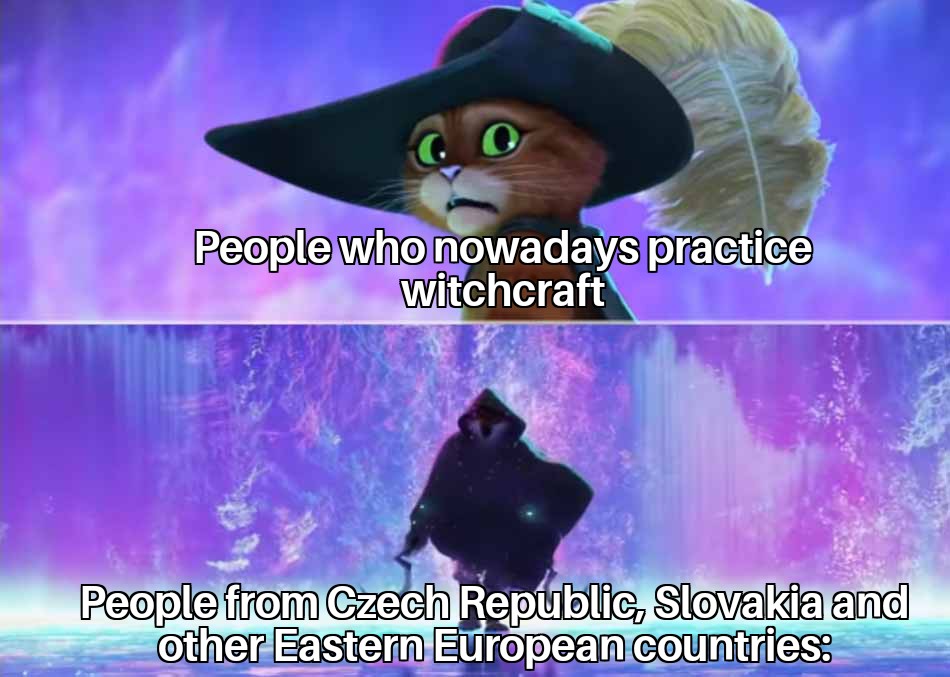 People who nowadays practice
witchcraft
People from Czech Republic, Slovakia and
other Eastern European countries: